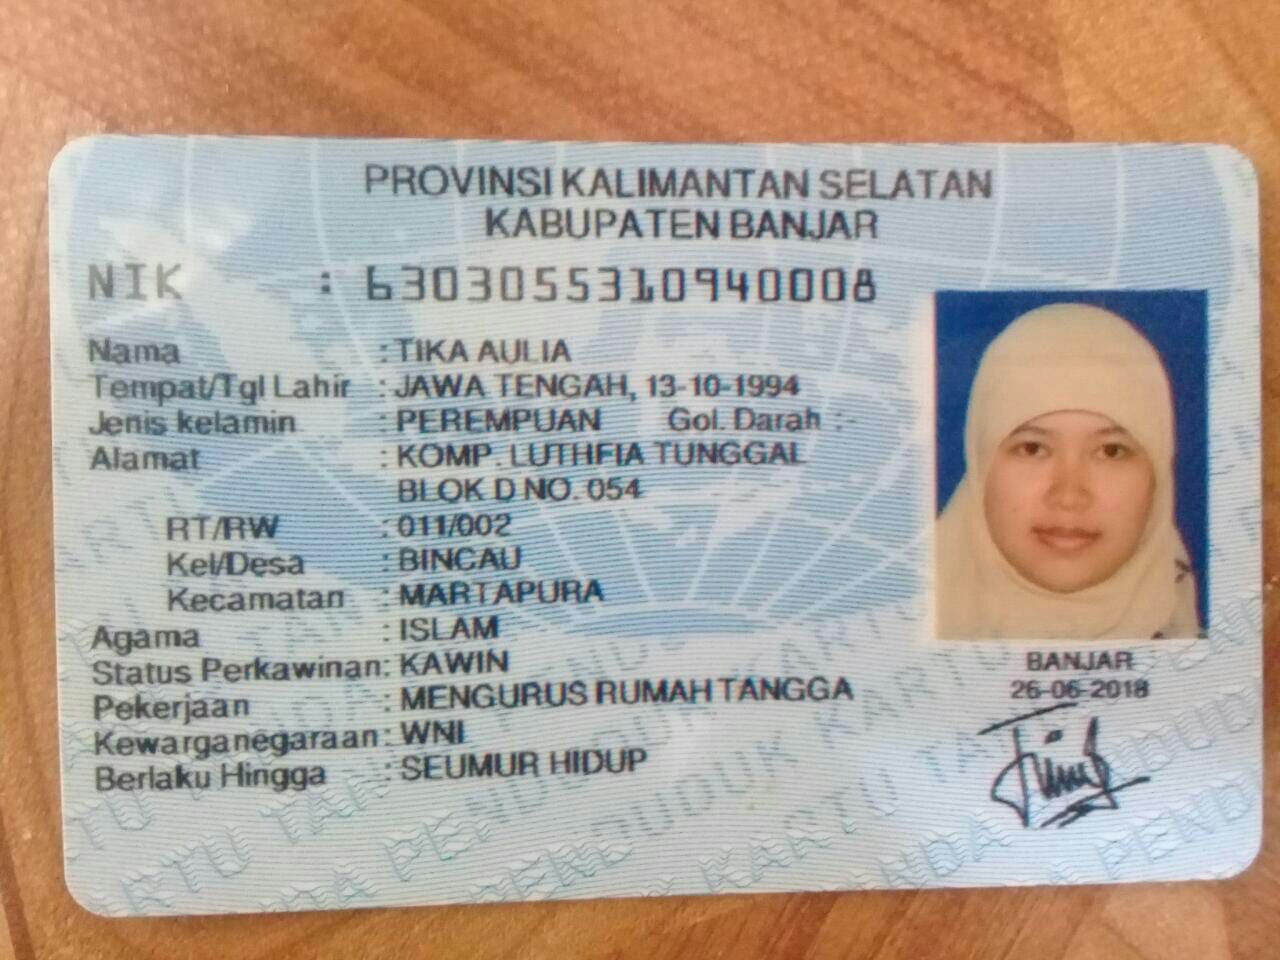 PROVINSI KALIMANTAN SELATAN
KABUPATEN BANJAR
NIK : 6303055310940008
Nama : TIKA AULIA
Tempat/Tgl Lahir : JAWA TENGAH, 13-10-1994
Jenis kelamin : PEREMPUAN Gol. Darah :-
Alamat : KOMP. LUTHFIA TUNGGAL
BLOK D NO. 054
RT/RW : 011/002
Kel/Desa : BINCAU
Kecamatan : MARTAPURA
Agama : ISLAM
Status Perkawinan: KAWIN
Pekerjaan : MENGURUS RUMAH TANGGA
Kewarganegaraan: WNI
Berlaku Hingga : SEUMUR HIDUP
BANJAR
26-06-2018